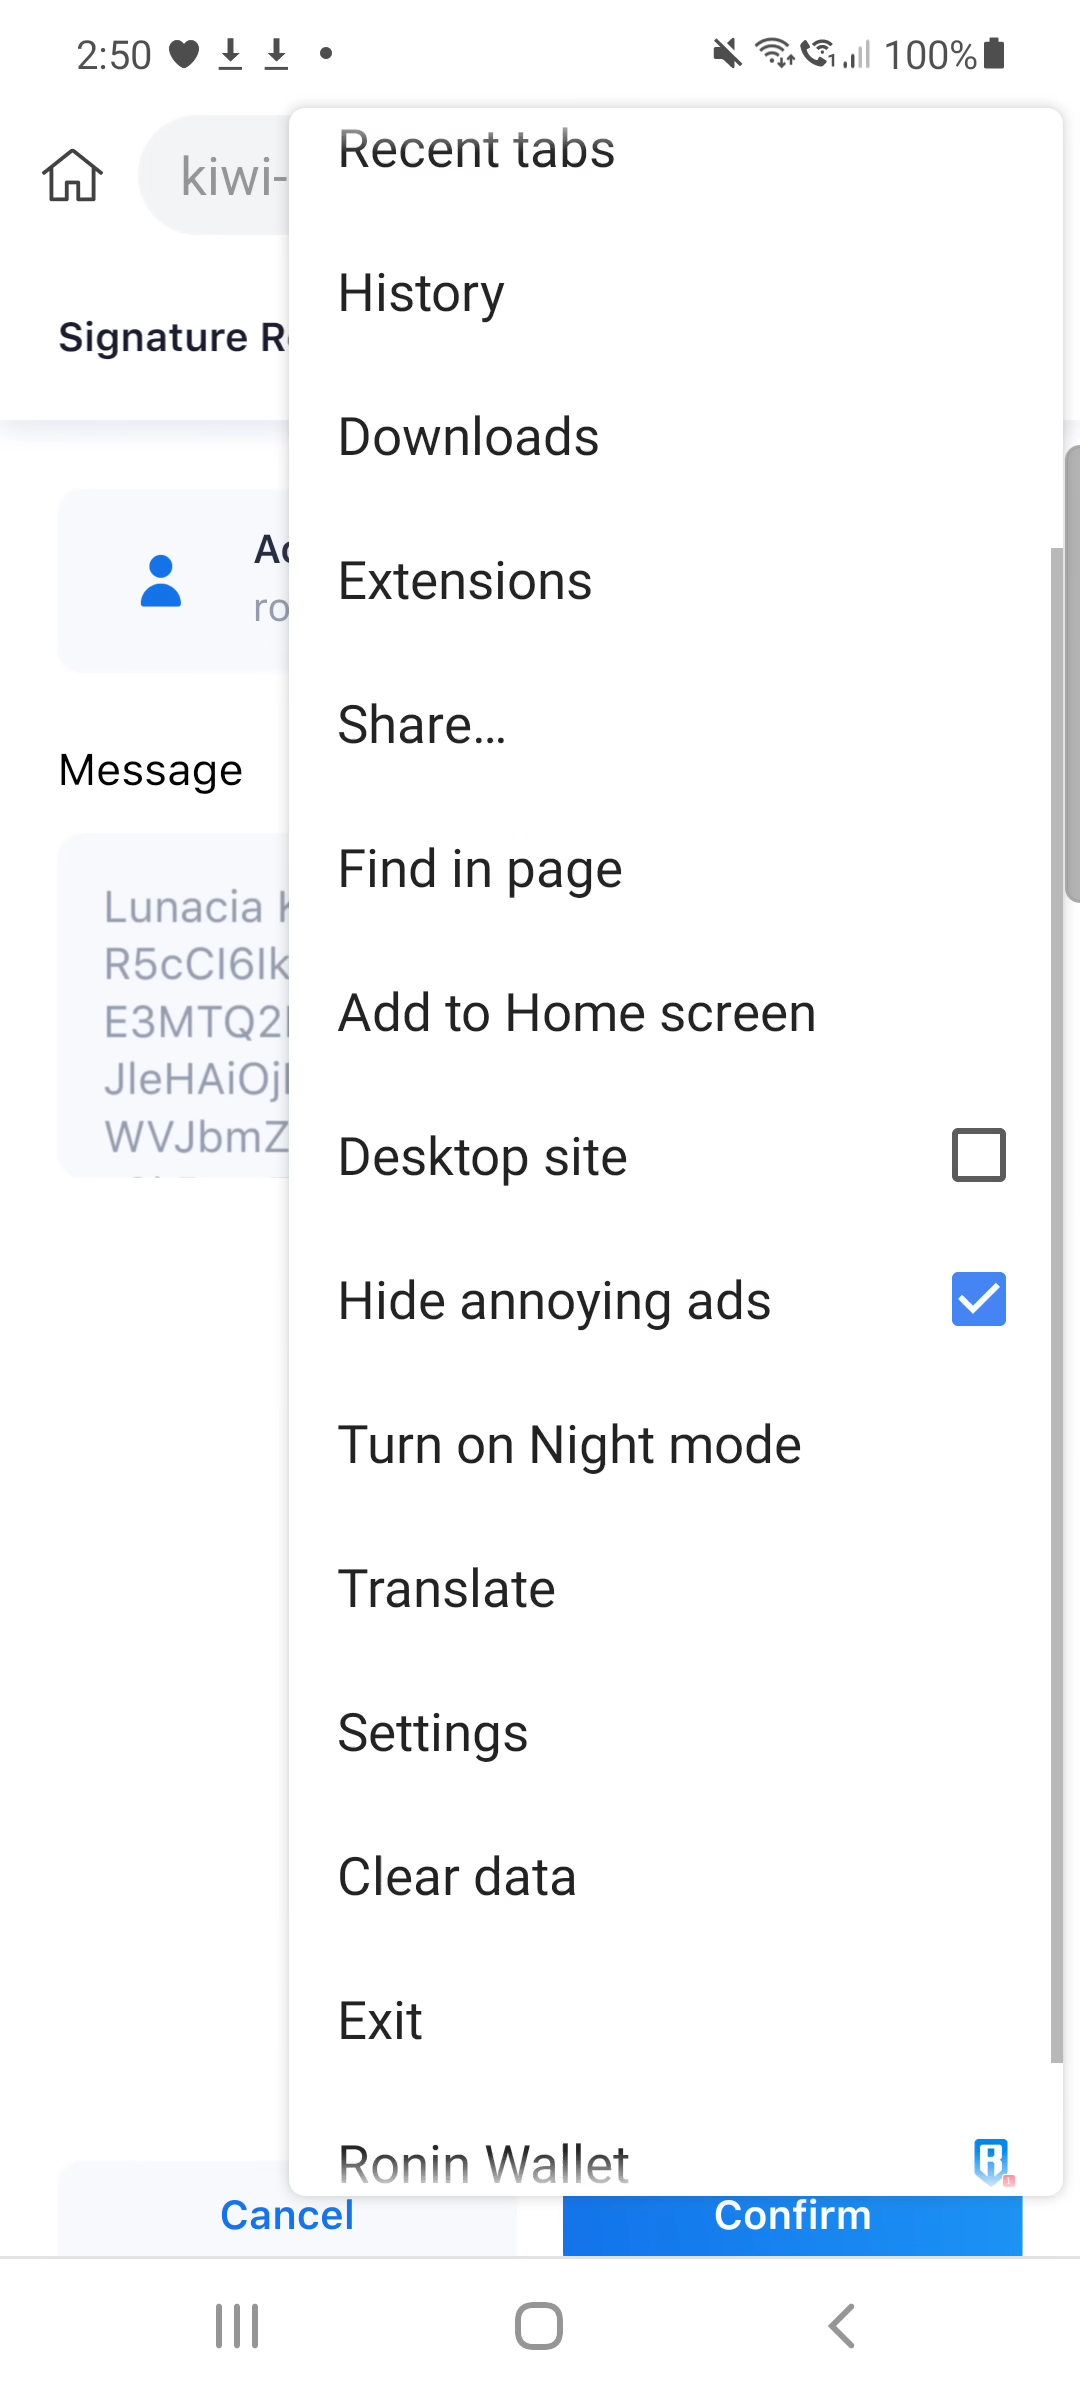 2:50
100%
kiwi-
Recent tabs
History
Signature R
Downloads
Ac
ro
Extensions
Share...
Message
Find in page
Lunacia
R5cCI6Ik
E3MTQ2
JleHAiOj
WVJbmZ
Add to Home screen
Desktop site
Hide annoying ads
Turn on Night mode
Translate
Settings
Clear data
Exit
Ronin Wallet
Cancel
Confirm